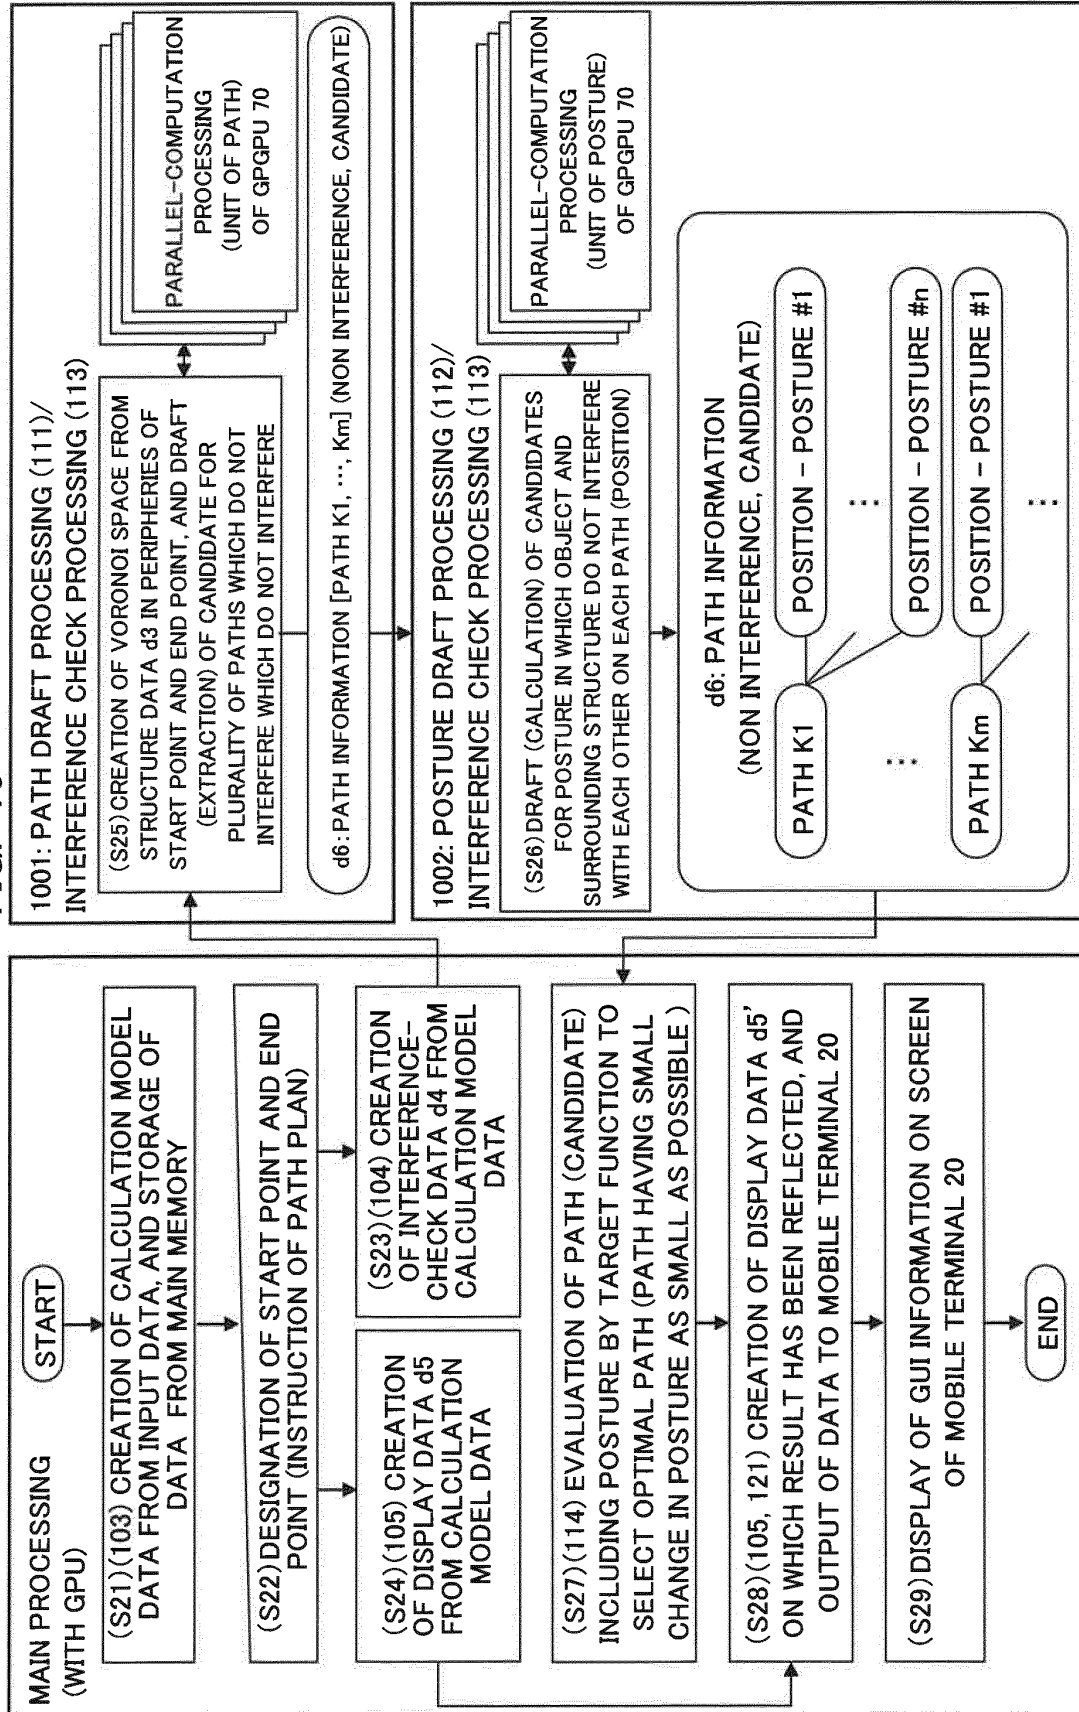 MAIN PROCESSING
(WITH GPU)
START
(S21)(103) CREATION OF CALCULATION MODEL
DATA FROM INPUT DATA, AND STORAGE OF
DATA FROM MAIN MEMORY
(S22)DESIGNATION OF START POINT AND END
POINT (INSTRUCTION OF PATH PLAN)
(S24)(105) CREATION
OF DISPLAY DATA d5
FROM CALCULATION
MODEL DATA
(S23)(104) CREATION
OF INTERFERENCE-
CHECK DATA d4 FROM
CALCULATION MODEL
DATA
(S27)(114) EVALUATION OF PATH (CANDIDATE)
INCLUDING POSTURE BY TARGET FUNCTION TO
SELECT OPTIMAL PATH (PATH HAVING SMALL
CHANGE IN POSTURE AS SMALL AS POSSIBLE )
(S28)(105, 121) CREATION OF DISPLAY DATA d5'
ON WHICH RESULT HAS BEEN REFLECTED, AND
OUTPUT OF DATA TO MOBILE TERMINAL 20
(S29)DISPLAY OF GUI INFORMATION ON SCREEN
OF MOBILE TERMINAL 20
END
1001: PATH DRAFT PROCESSING (111)/
INTERFERENCE CHECK PROCESSING (113)
(S25)CREATION OF VORONOI SPACE FROM
STRUCTURE DATA d3 IN PERIPHERIES OF
START POINT AND END POINT, AND DRAFT
(EXTRACTION) OF CANDIDATE FOR
PLURALITY OF PATHS WHICH DO NOT
INTERFERE WHICH DO NOT INTERFERE
PARALLEL-COMPUTATION
PROCESSING
(UNIT OF PATH)
OF GPGPU 70
d6:PATH INFORMATION [PATH K1, ···, Km] (NON INTERFERENCE, CANDIDATE)
1002: POSTURE DRAFT PROCESSING (112)/
INTERFERENCE CHECK PROCESSING (113)
(S26)DRAFT (CALCULATION) OF CANDIDATES
FOR POSTURE IN WHICH OBJECT AND
SURROUNDING STRUCTURE DO NOT INTERFERE
WITH EACH OTHER ON EACH PATH (POSITION)
PARALLEL-COMPUTATION
PROCESSING
(UNIT OF POSTURE)
OF GPGPU 70
d6: PATH INFORMATION
(NON INTERFERENCE, CANDIDATE)
PATH K1
POSITION - POSTURE #1
⋮
POSITION - POSTURE #n
⋮
PATH Km
POSITION - POSTURE #1
⋮